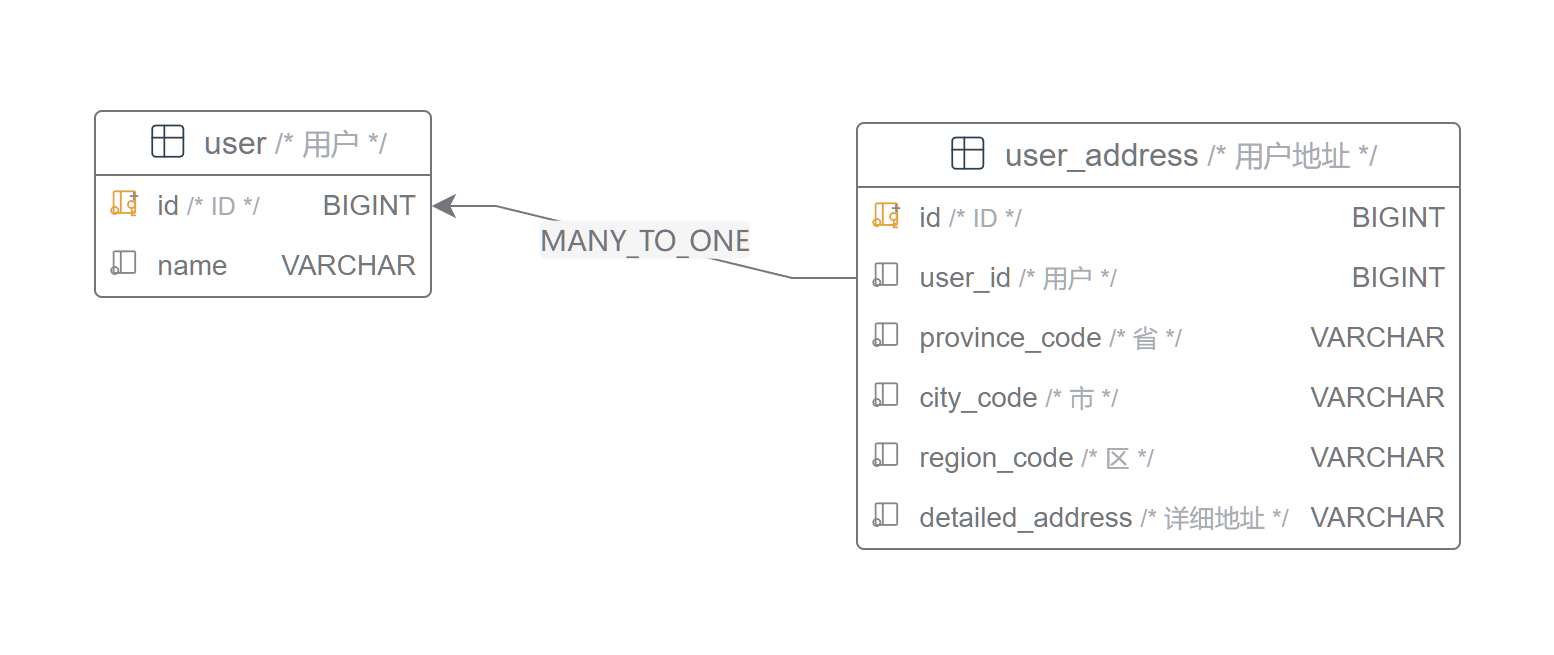 user /* 用户 */
id /* ID */ BIGINT
name VARCHAR
MANY_TO_ONE
user_address /* 用户地址 */
id /* ID */ BIGINT
user_id /* 用户 */ BIGINT
province_code /* 省 */ VARCHAR
city_code /* 市 */ VARCHAR
region_code /* 区 */ VARCHAR
detailed_address /* 详细地址 */ VARCHAR